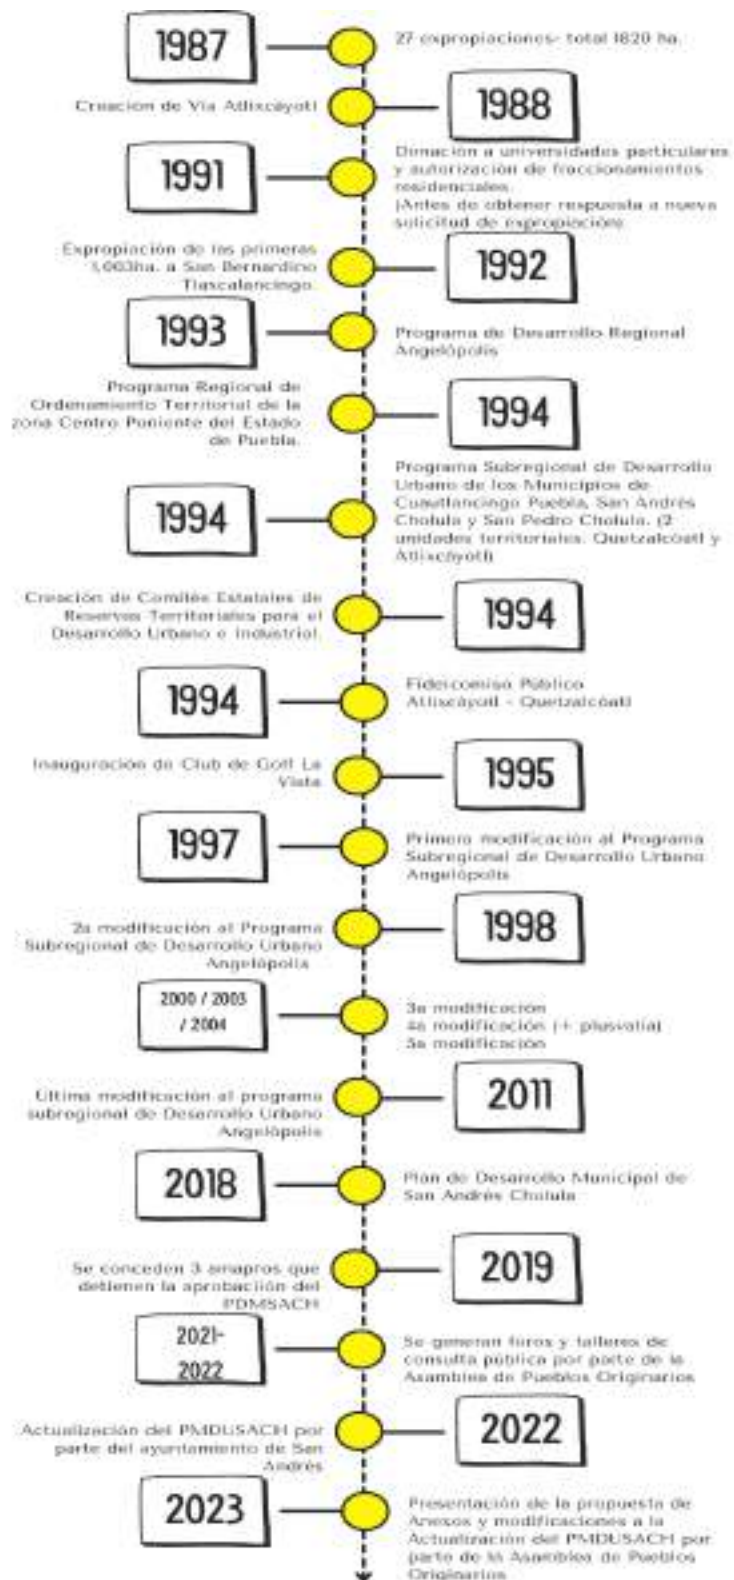 1987
27 expropiaciones- total 1820 ha.
Creación de Vía Atlixcáyotl
1988
1991
Donación a universidades particulares
y autorización de fraccionamientos
residenciales.
(Antes de obtener respuesta a nueva
solicitud de expropiación)
Expropiación de las primeras
1,003ha. a San Bernardino
Tlaxcalancingo.
1992
1993
Programa de Desarrollo Regional
Angelópolis
Programa Regional de
Ordenamiento Territorial de la
zona Centro Poniente del Estado
de Puebla.
1994
1994
Programa Subregional de Desarrollo
Urbano de los Municipios de
Cuautlancingo Puebla, San Andrés
Cholula y San Pedro Cholula. (2
unidades territoriales. Quetzalcóatl y
Atlixcáyotl)
Creación de Comités Estatales de
Reservas Territoriales para el
Desarrollo Urbano e Industrial.
1994
1994
Fideicomiso Público
Atlixcáyotl - Quetzalcóatl
Inauguración de Club de Golf La
Vista
1995
1997
Primera modificación al Programa
Subregional de Desarrollo Urbano
Angelópolis
2a modificución al Programa
Subregional de Desarrollo Urbano
Angelópolis
1998
2000 / 2003
/ 2004
3a modificación
4a modificación (+ plusvalía)
5a modificación
Última modificación al programa
subregional de Desarrollo Urbano
Angelópolis
2011
2018
Plan de Desarrollo Municipal de
San Andrés Cholula
Se conceden 3 amapros que
detienen la aprobaciión del
PDMSACH
2019
2021-
2022
Se generan foros y talleres de
consulta pública por parte de la
Asamblea de Pueblos Originarios
Actualización del PMDUSACH por
parte del ayuntamiento de San
Andrés
2022
2023
Presentación de la propuesta de
Anexos y modificaciones a la
Actualización del PMDUSACH por
parte de la Asamblea de Pueblos
Originarios